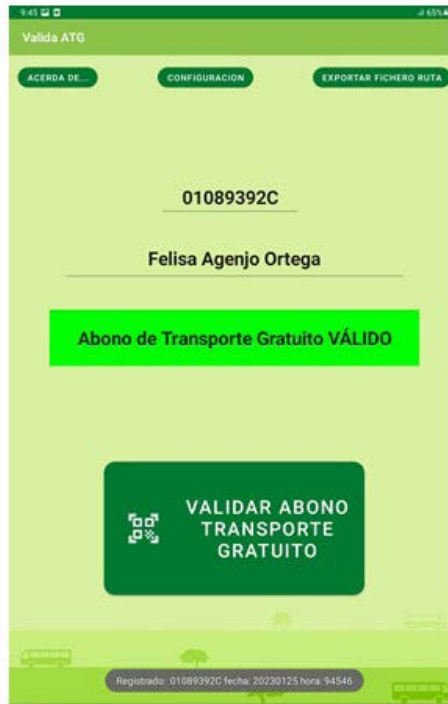 9:45
65%
Valida ATG
ACERDA DE...
CONFIGURACION
EXPORTAR FICHERO RUTA
01089392C
Felisa Agenjo Ortega
Abono de Transporte Gratuito VÁLIDO
VALIDAR ABONO
TRANSPORTE
GRATUITO
Registrado: 01089392C fecha: 20230125 hora: 94546